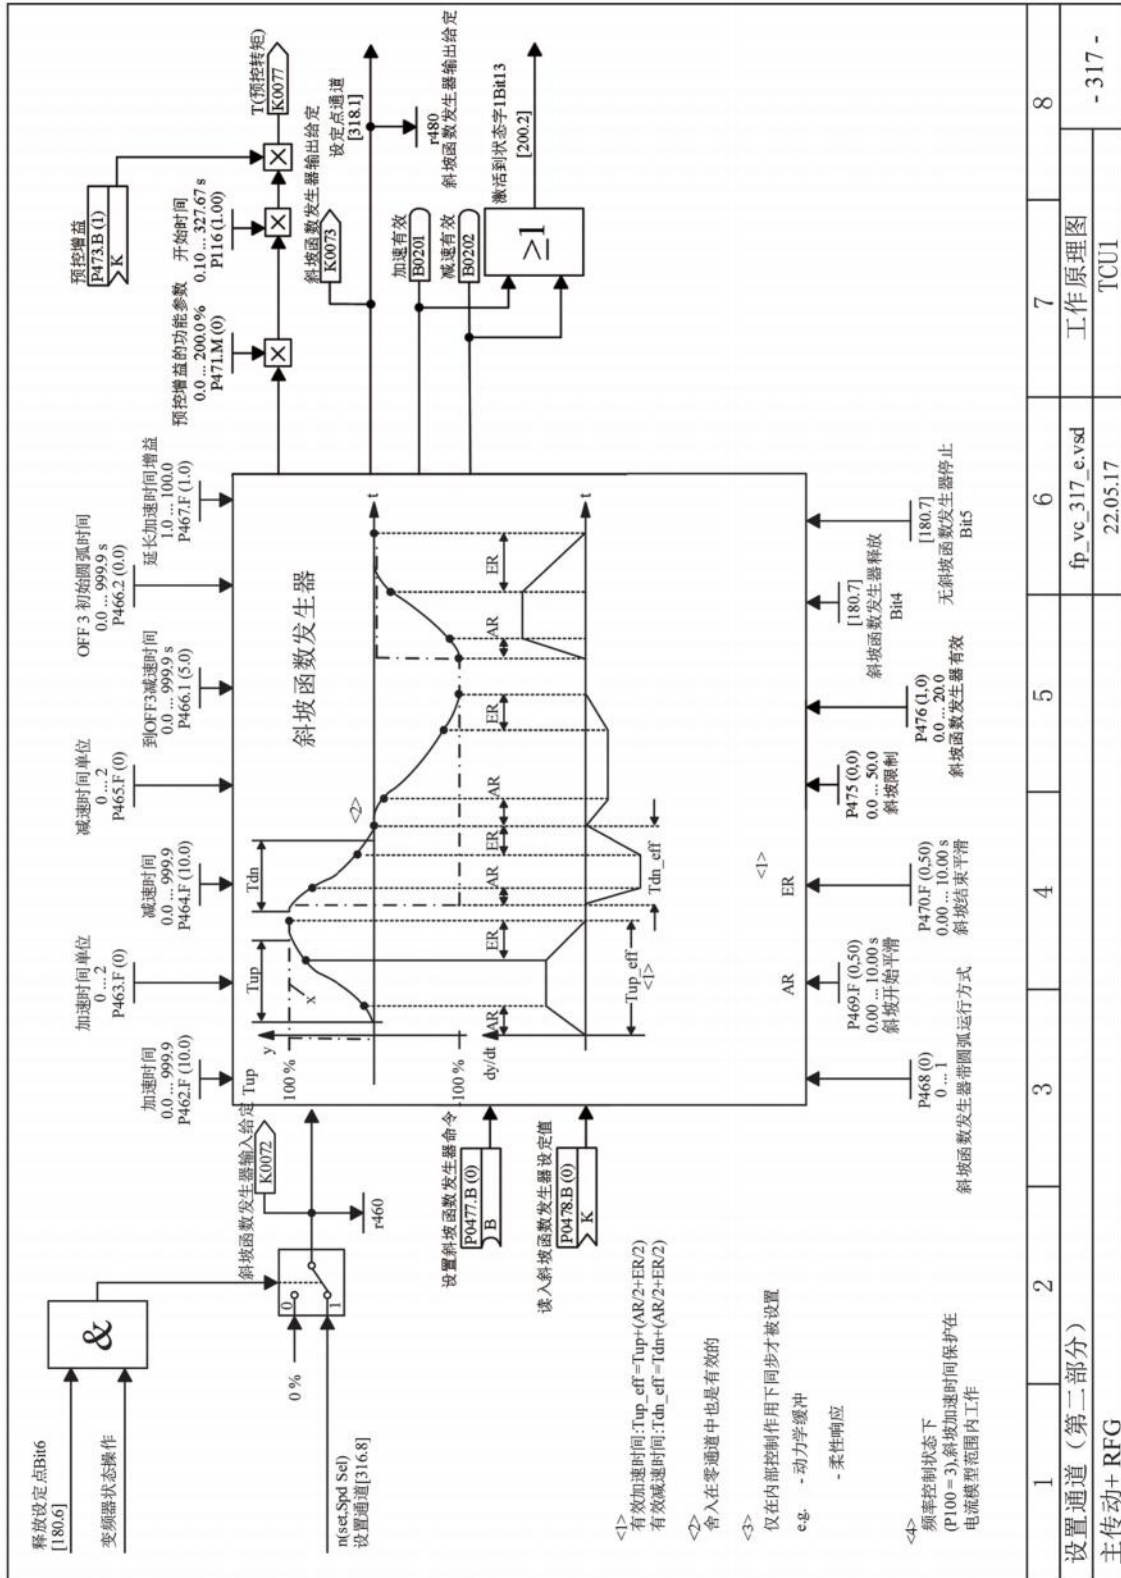 释放设定点Bit6
[180.6]
变频器状态操作
&
0 %
0
1
n(set,Spd Sel)
设置通道[316.8]
斜坡函数发生器输入给定
K0072
r460
设置斜坡函数发生器命令
P0477.B (0)
B
读入斜坡函数发生器设定值
P0478.B (0)
K
加速时间
0.0 ... 999.9
P462.F (10.0)
Tup
加速时间单位
0 ... 2
P463.F (0)
减速时间
0.0 ... 999.9
P464.F (10.0)
减速时间单位
0 ... 2
P465.F (0)
到OFF3减速时间
0.0 ... 999.9 s
P466.1 (5.0)
OFF 3 初始圆弧时间
0.0 ... 999.9 s
P466.2 (0.0)
延长加速时间增益
1.0 ... 100.0
P467.F (1.0)
斜坡函数发生器
y
100 %
-100 %
x
Tup
Tdn
<2>
t
dy/dt
AR
ER
AR
ER
AR
ER
AR
ER
Tup_eff
<1>
Tdn_eff
t
AR
ER
<1>
P468 (0)
0 ... 1
斜坡函数发生器带圆弧运行方式
P469.F (0,50)
0.00 ... 10.00 s
斜坡开始平滑
P470.F (0,50)
0.00 ... 10.00 s
斜坡结束平滑
P475 (0,0)
0.0 ... 50.0
斜坡限制
P476 (1,0)
0.0 ... 20.0
斜坡函数发生器有效
[180.7]
斜坡函数发生器释放
Bit4
[180.7]
无斜坡函数发生器停止
Bit5
预控增益的功能参数
0.0 ... 200.0 %
P471.M (0)
开始时间
0.10 ... 327.67 s
P116 (1.00)
预控增益
P473.B (1)
K
T(预控转矩)
K0077
斜坡函数发生器输出给定
K0073
设定点通道
[318.1]
r480
斜坡函数发生器输出给定
加速有效
B0201
减速有效
B0202
≥1
激活到状态字1Bit13
[200.2]
<1>
有效加速时间:Tup_eff=Tup+(AR/2+ER/2)
有效减速时间:Tdn_eff=Tdn+(AR/2+ER/2)
<2>
舍入在零通道中也是有效的
<3>
仅在内部控制作用下同步才被设置
e.g. - 动力学缓冲
- 柔性响应
<4>
频率控制状态下
(P100 = 3),斜坡加速时间保护在
电流模型范围内工作
1 2 3 4 5 6 7 8
设置通道（第二部分）
主传动+ RFG
fp_vc_317_e.vsd
22.05.17
工作原理图
TCU1
- 317 -